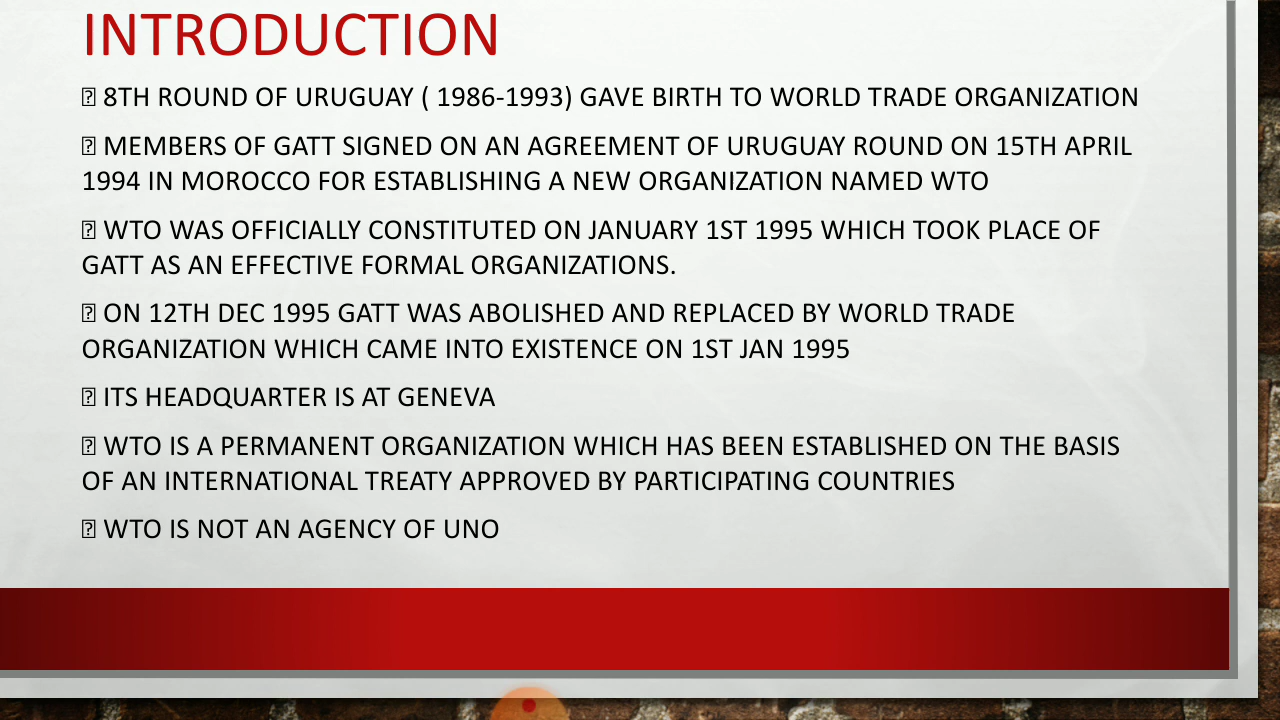 INTRODUCTION
⍰ 8TH ROUND OF URUGUAY ( 1986-1993) GAVE BIRTH TO WORLD TRADE ORGANIZATION
⍰ MEMBERS OF GATT SIGNED ON AN AGREEMENT OF URUGUAY ROUND ON 15TH APRIL
1994 IN MOROCCO FOR ESTABLISHING A NEW ORGANIZATION NAMED WTO
⍰ WTO WAS OFFICIALLY CONSTITUTED ON JANUARY 1ST 1995 WHICH TOOK PLACE OF
GATT AS AN EFFECTIVE FORMAL ORGANIZATIONS.
⍰ ON 12TH DEC 1995 GATT WAS ABOLISHED AND REPLACED BY WORLD TRADE
ORGANIZATION WHICH CAME INTO EXISTENCE ON 1ST JAN 1995
⍰ ITS HEADQUARTER IS AT GENEVA
⍰ WTO IS A PERMANENT ORGANIZATION WHICH HAS BEEN ESTABLISHED ON THE BASIS
OF AN INTERNATIONAL TREATY APPROVED BY PARTICIPATING COUNTRIES
⍰ WTO IS NOT AN AGENCY OF UNO